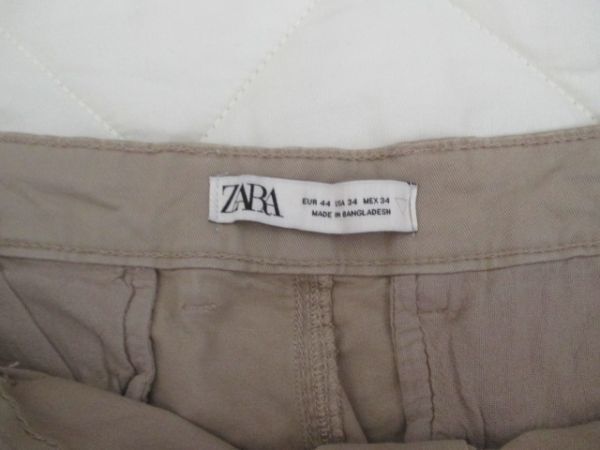 ZARA
EUR 44 USA 34 MEX 34
MADE IN BANGLADESH